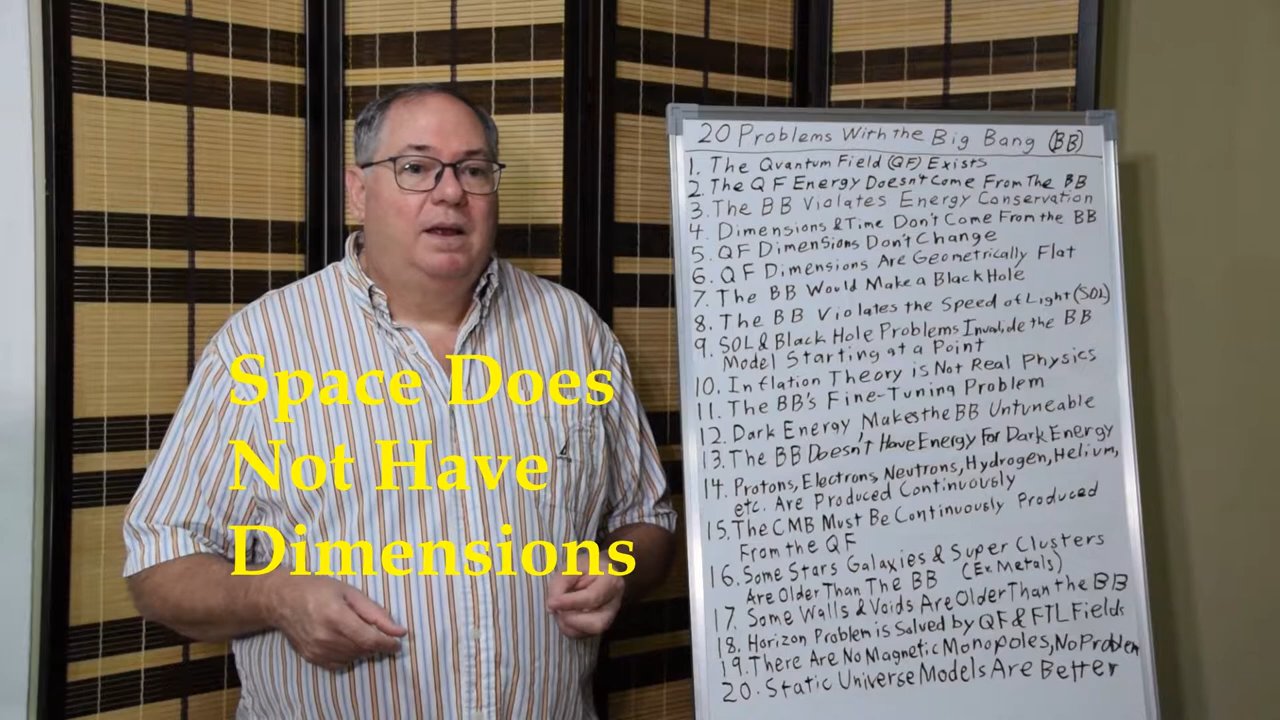 Space Does
Not Have
Dimensions
20 Problems With the Big Bang (BB)
1. The Quantum Field (QF) Exists
2. The QF Energy Doesn't Come From The BB
3. The BB Violates Energy Conservation
4. Dimensions & Time Don't Come From the BB
5. QF Dimensions Don't Change
6. QF Dimensions Are Geometrically Flat
7. The BB Would Make a Black Hole
8. The BB Violates the Speed of Light (SOL)
9. SOL & Black Hole Problems Invalide the BB
Model Starting at a Point
10. Inflation Theory is Not Real Physics
11. The BB's Fine-Tuning Problem
12. Dark Energy Makes the BB Untuneable
13. The BB Doesn't Have Energy For Dark Energy
14. Protons, Electrons, Neutrons, Hydrogen, Helium,
etc. Are Produced Continuously
15. The CMB Must Be Continuously Produced
From the QF
16. Some Stars Galaxies & Super Clusters
Are Older Than The BB (Ex Metals)
17. Some Walls & Voids Are Older Than the BB
18. Horizon Problem is Solved by QF & FTL Fields
19. There Are No Magnetic Monopoles, No Problem
20. Static Universe Models Are Better